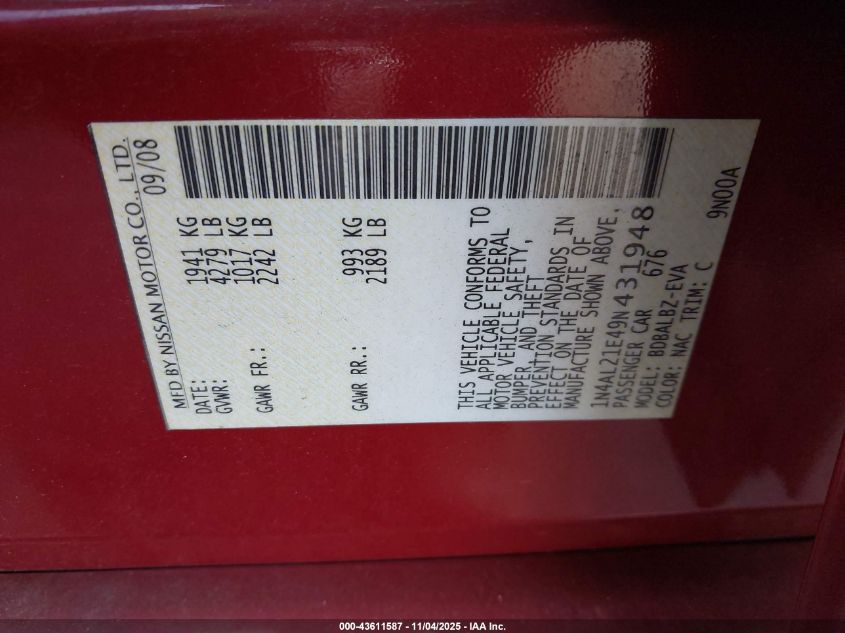 MFD BY NISSAN MOTOR CO., LTD.
DATE: 09/08
GVWR: 1941 KG
4279 LB
GAWR FR.: 1017 KG
2242 LB
GAWR RR.: 993 KG
2189 LB
THIS VEHICLE CONFORMS TO
ALL APPLICABLE FEDERAL
MOTOR VEHICLE SAFETY,
BUMPER, AND THEFT
PREVENTION STANDARDS IN
EFFECT ON THE DATE OF
MANUFACTURE SHOWN ABOVE.
1N4AL21E49N431948
PASSENGER CAR 676
MODEL: BDBALBZ-EVA
COLOR: NAC TRIM: C 9N00A
000-43611587 - 11/04/2025 - IAA Inc.